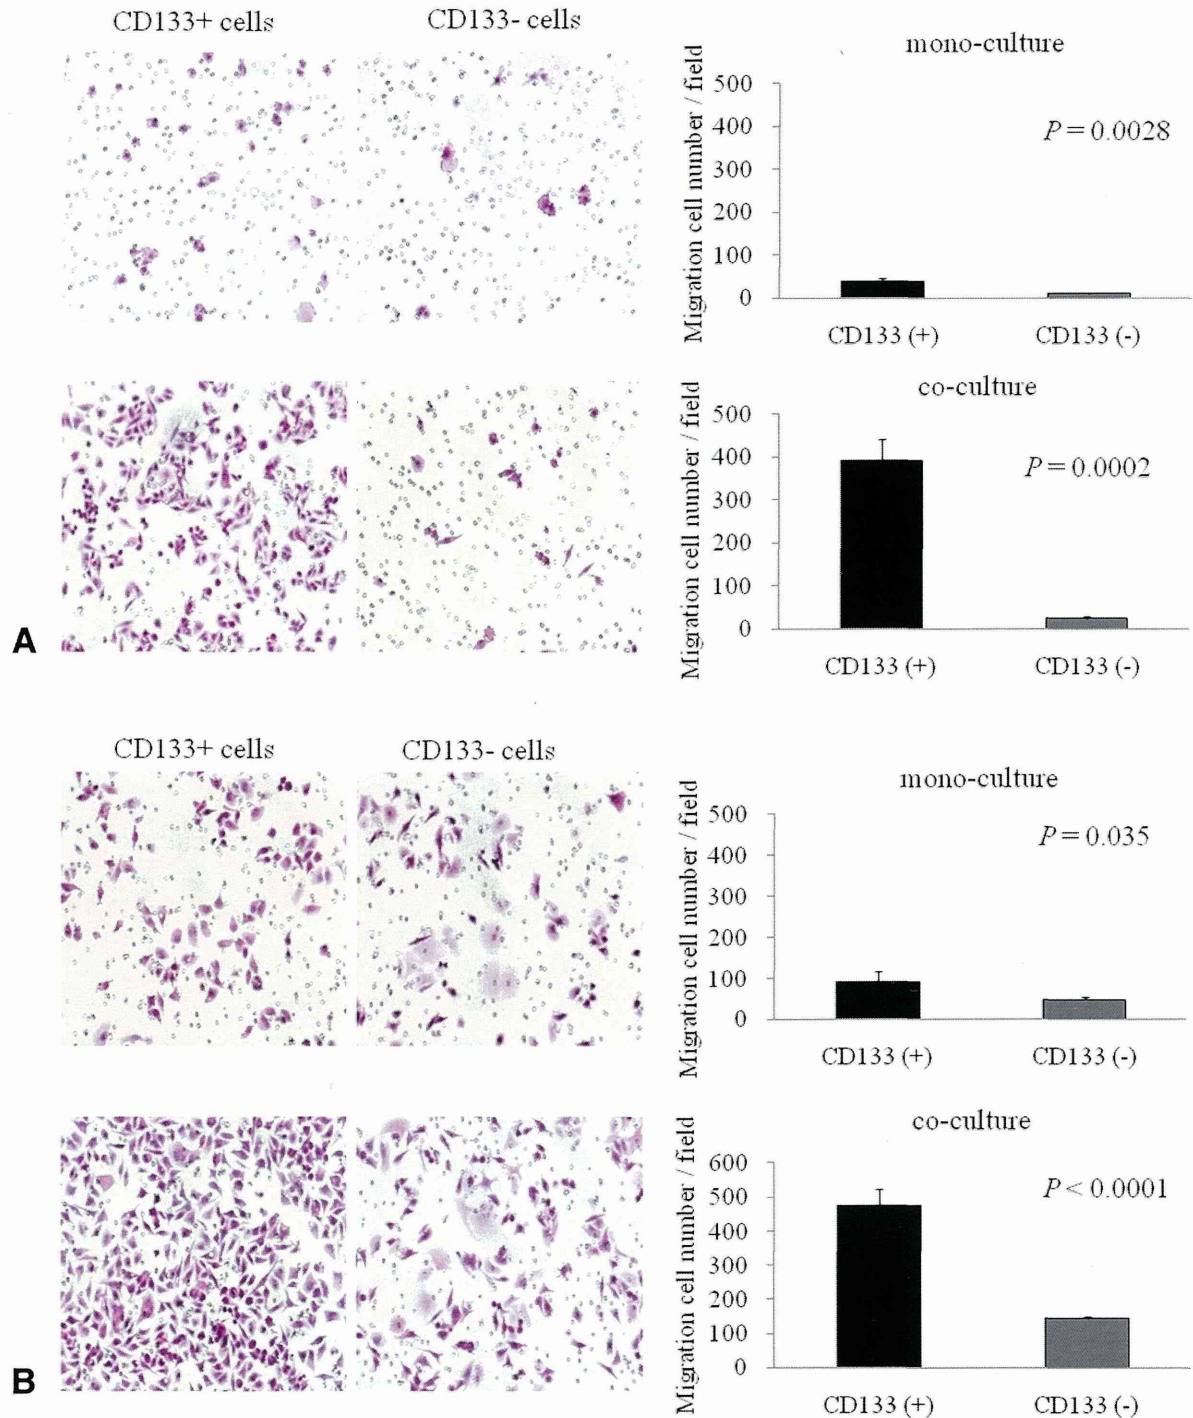 CD133+ cells
CD133- cells
mono-culture
Migration cell number / field
500
400
300
200
100
0
P = 0.0028
CD133 (+)
CD133 (-)
co-culture
Migration cell number / field
500
400
300
200
100
0
P = 0.0002
CD133 (+)
CD133 (-)
A
CD133+ cells
CD133- cells
mono-culture
Migration cell number / field
500
400
300
200
100
0
P = 0.035
CD133 (+)
CD133 (-)
co-culture
Migration cell number / field
600
500
400
300
200
100
0
P < 0.0001
CD133 (+)
CD133 (-)
B